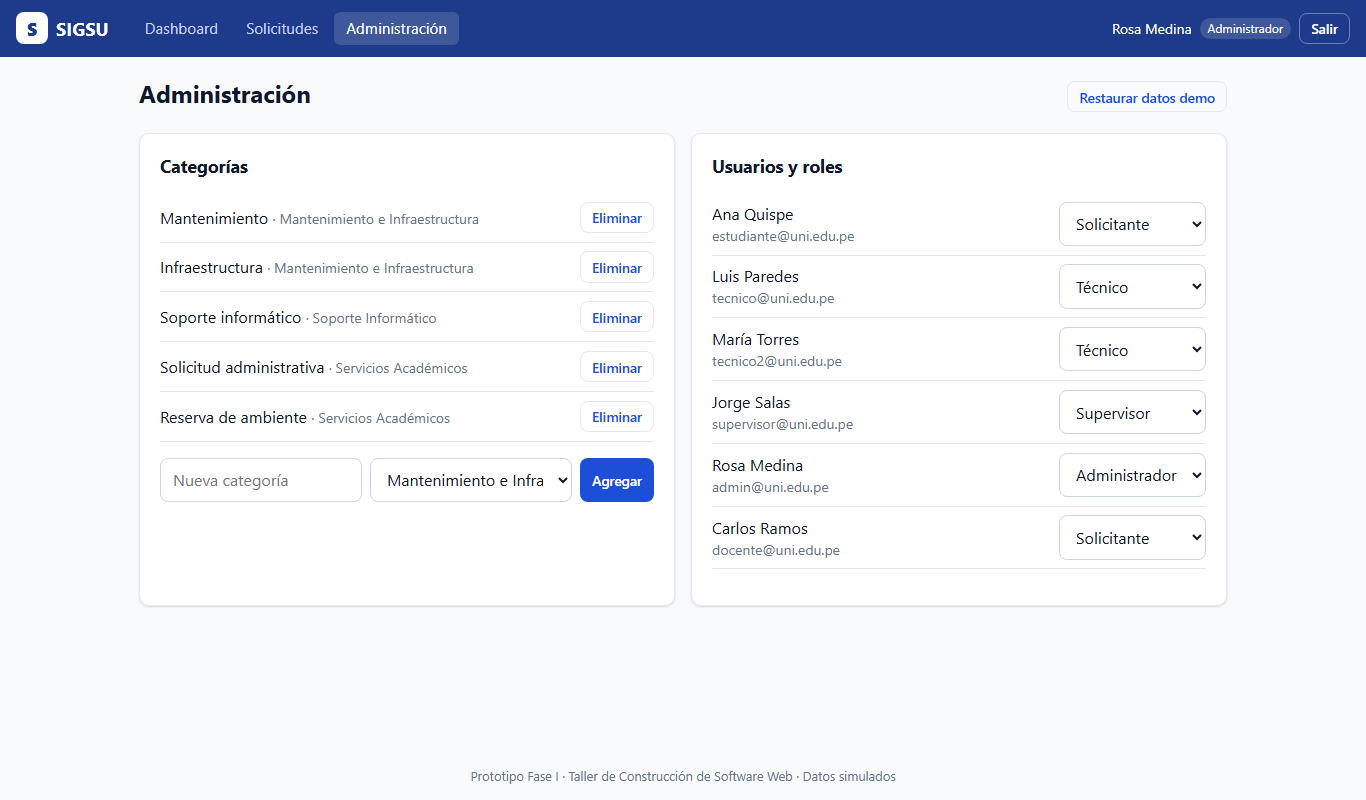 S SIGSU Dashboard Solicitudes Administración Rosa Medina Administrador Salir
Administración Restaurar datos demo
Categorías
Mantenimiento · Mantenimiento e Infraestructura Eliminar
Infraestructura · Mantenimiento e Infraestructura Eliminar
Soporte informático · Soporte Informático Eliminar
Solicitud administrativa · Servicios Académicos Eliminar
Reserva de ambiente · Servicios Académicos Eliminar
Nueva categoría Mantenimiento e Infra Agregar
Usuarios y roles
Ana Quispe
estudiante@uni.edu.pe
Solicitante
Luis Paredes
tecnico@uni.edu.pe
Técnico
María Torres
tecnico2@uni.edu.pe
Técnico
Jorge Salas
supervisor@uni.edu.pe
Supervisor
Rosa Medina
admin@uni.edu.pe
Administrador
Carlos Ramos
docente@uni.edu.pe
Solicitante
Prototipo Fase I · Taller de Construcción de Software Web · Datos simulados